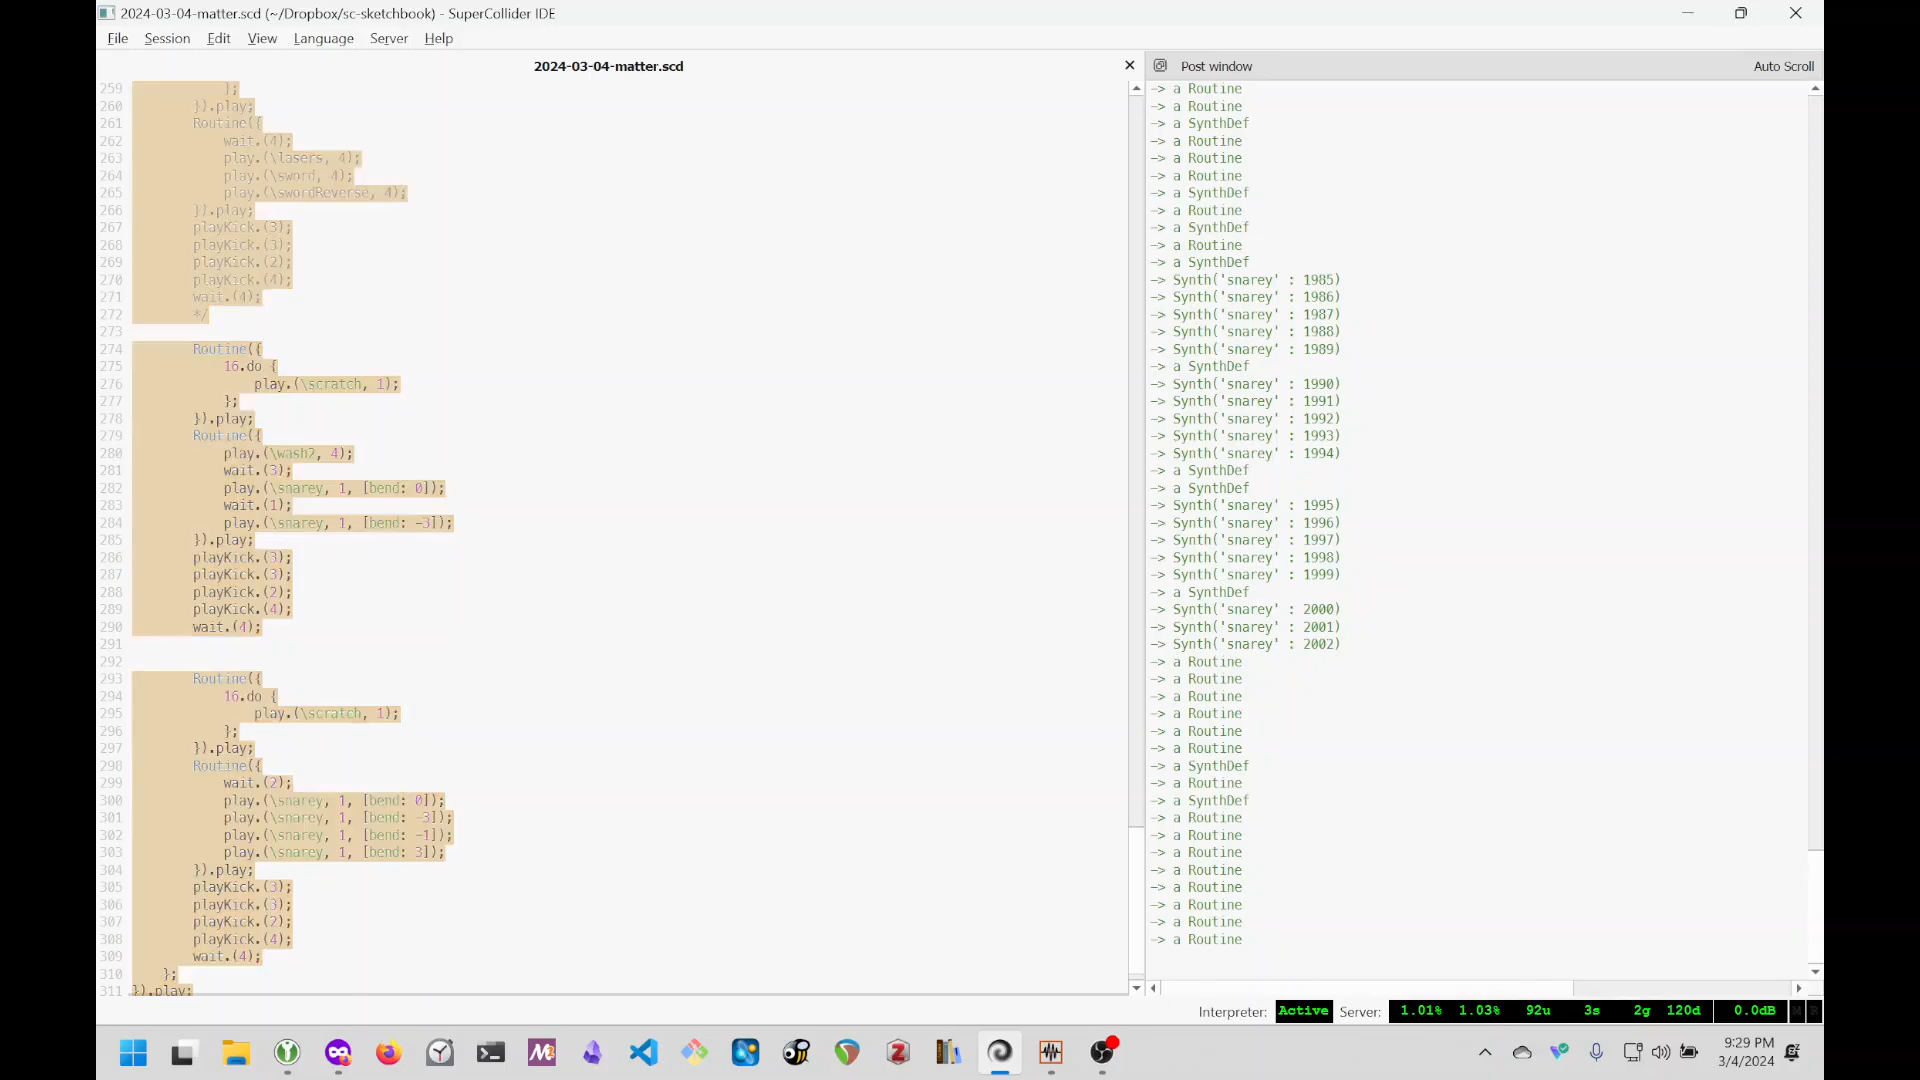 2024-03-04-matter.scd (~/Dropbox/sc-sketchbook) - SuperCollider IDE
File Session Edit View Language Server Help
2024-03-04-matter.scd
259 };
260 }).play;
261 Routine({
262 wait.(4);
263 play.(\lasers, 4);
264 play.(\sword, 4);
265 play.(\swordReverse, 4);
266 }).play;
267 playKick.(3);
268 playKick.(3);
269 playKick.(2);
270 playKick.(4);
271 wait.(4);
272 */
273
274 Routine({
275 16.do {
276 play.(\scratch, 1);
277 };
278 }).play;
279 Routine({
280 play.(\wash2, 4);
281 wait.(3);
282 play.(\snarey, 1, [bend: 0]);
283 wait.(1);
284 play.(\snarey, 1, [bend: -3]);
285 }).play;
286 playKick.(3);
287 playKick.(3);
288 playKick.(2);
289 playKick.(4);
290 wait.(4);
291
292
293 Routine({
294 16.do {
295 play.(\scratch, 1);
296 };
297 }).play;
298 Routine({
299 wait.(2);
300 play.(\snarey, 1, [bend: 0]);
301 play.(\snarey, 1, [bend: -3]);
302 play.(\snarey, 1, [bend: -1]);
303 play.(\snarey, 1, [bend: 3]);
304 }).play;
305 playKick.(3);
306 playKick.(3);
307 playKick.(2);
308 playKick.(4);
309 wait.(4);
310 };
311 }).play;
Post window Auto Scroll
-> a Routine
-> a Routine
-> a SynthDef
-> a Routine
-> a Routine
-> a Routine
-> a SynthDef
-> a Routine
-> a SynthDef
-> a Routine
-> a SynthDef
-> Synth('snarey' : 1985)
-> Synth('snarey' : 1986)
-> Synth('snarey' : 1987)
-> Synth('snarey' : 1988)
-> Synth('snarey' : 1989)
-> a SynthDef
-> Synth('snarey' : 1990)
-> Synth('snarey' : 1991)
-> Synth('snarey' : 1992)
-> Synth('snarey' : 1993)
-> Synth('snarey' : 1994)
-> a SynthDef
-> a SynthDef
-> Synth('snarey' : 1995)
-> Synth('snarey' : 1996)
-> Synth('snarey' : 1997)
-> Synth('snarey' : 1998)
-> Synth('snarey' : 1999)
-> a SynthDef
-> Synth('snarey' : 2000)
-> Synth('snarey' : 2001)
-> Synth('snarey' : 2002)
-> a Routine
-> a Routine
-> a Routine
-> a Routine
-> a Routine
-> a Routine
-> a SynthDef
-> a Routine
-> a SynthDef
-> a Routine
-> a Routine
-> a Routine
-> a Routine
-> a Routine
-> a Routine
-> a Routine
-> a Routine
Interpreter: Active Server: 1.01% 1.03% 92u 3s 2g 120d 0.0dB M R
9:29 PM
3/4/2024